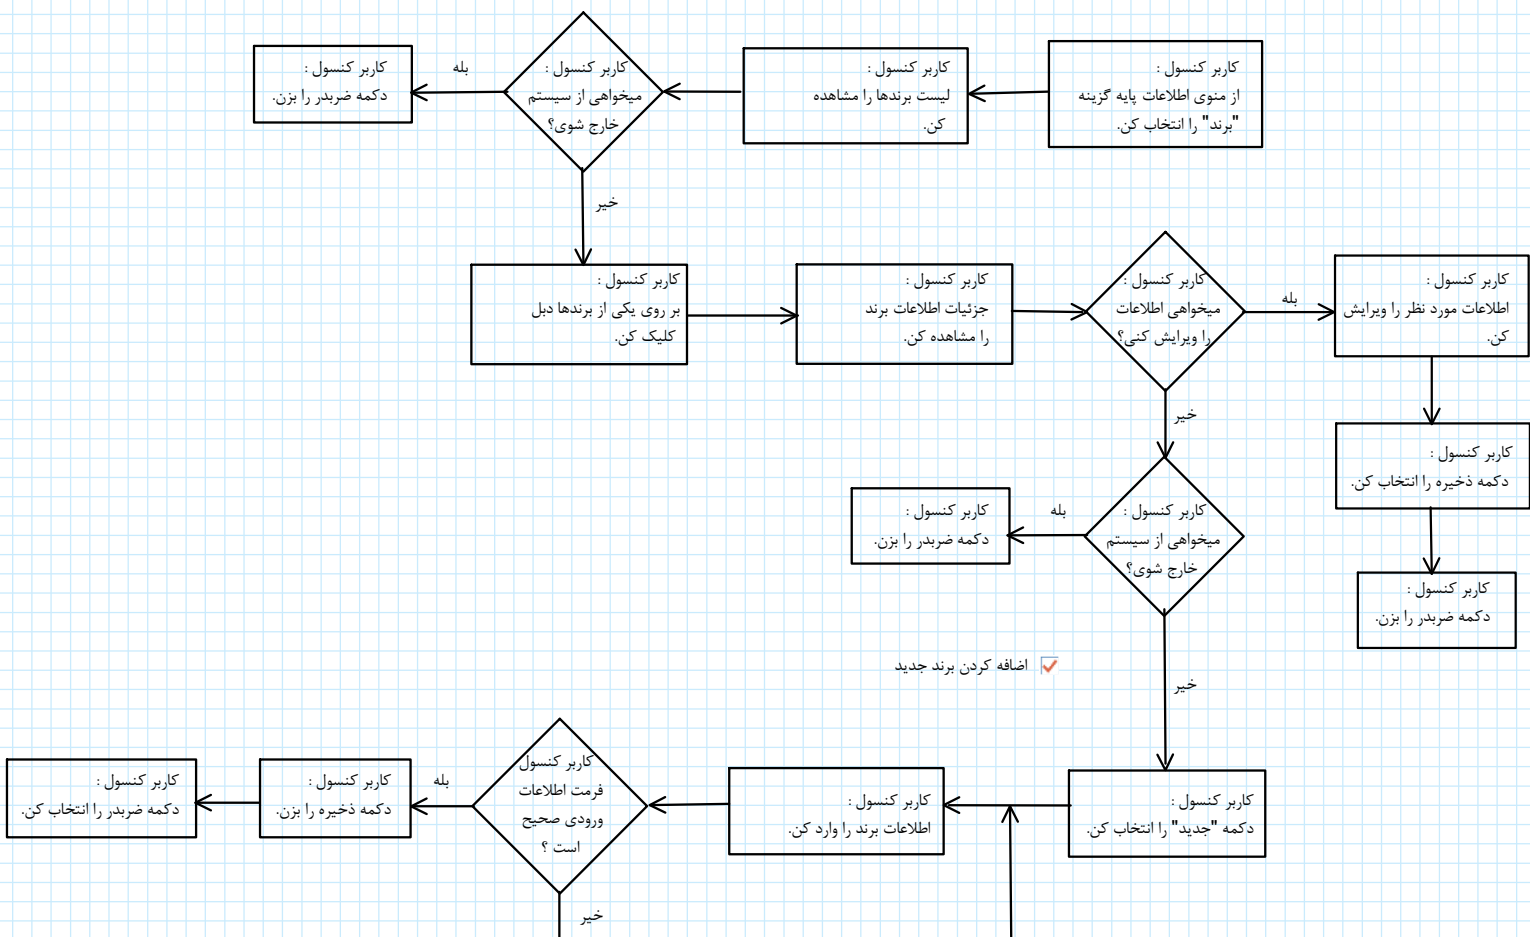 کاربر کنسول :
از منوی اطلاعات پایه گزینه
"برند" را انتخاب کن.
کاربر کنسول :
لیست برندها را مشاهده
کن.
کاربر کنسول :
میخواهی از سیستم
خارج شوی؟
بله
کاربر کنسول :
دکمه ضربدر را بزن.
خیر
کاربر کنسول :
بر روی یکی از برندها دبل
کلیک کن.
کاربر کنسول :
جزئیات اطلاعات برند
را مشاهده کن.
کاربر کنسول :
میخواهی اطلاعات
را ویرایش کنی؟
بله
کاربر کنسول :
اطلاعات مورد نظر را ویرایش
کن.
کاربر کنسول :
دکمه ذخیره را انتخاب کن.
کاربر کنسول :
دکمه ضربدر را بزن.
خیر
کاربر کنسول :
میخواهی از سیستم
خارج شوی؟
بله
کاربر کنسول :
دکمه ضربدر را بزن.
خیر
اضافه کردن برند جدید
کاربر کنسول :
دکمه "جدید" را انتخاب کن.
کاربر کنسول :
اطلاعات برند را وارد کن.
کاربر کنسول
فرمت اطلاعات
ورودی صحیح
است ؟
بله
کاربر کنسول :
دکمه ذخیره را بزن.
کاربر کنسول :
دکمه ضربدر را انتخاب کن.
خیر